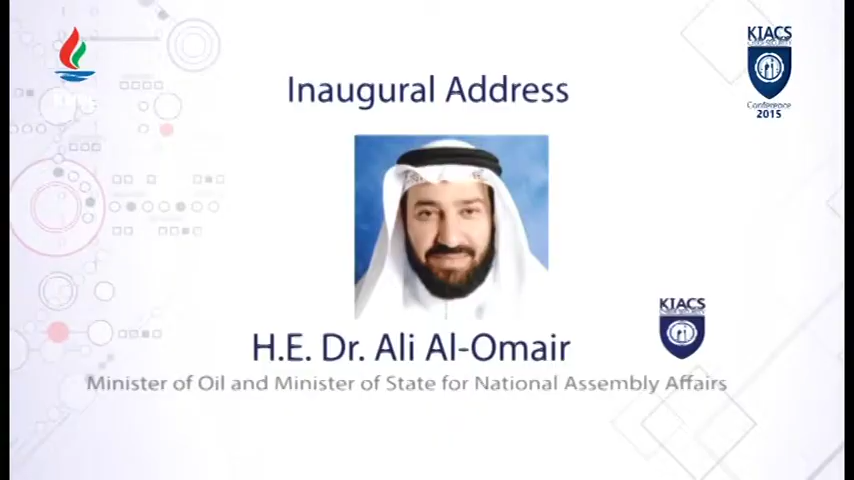 KIACS
Conference
2015
Inaugural Address
KIACS
H.E. Dr. Ali Al-Omair
Minister of Oil and Minister of State for National Assembly Affairs